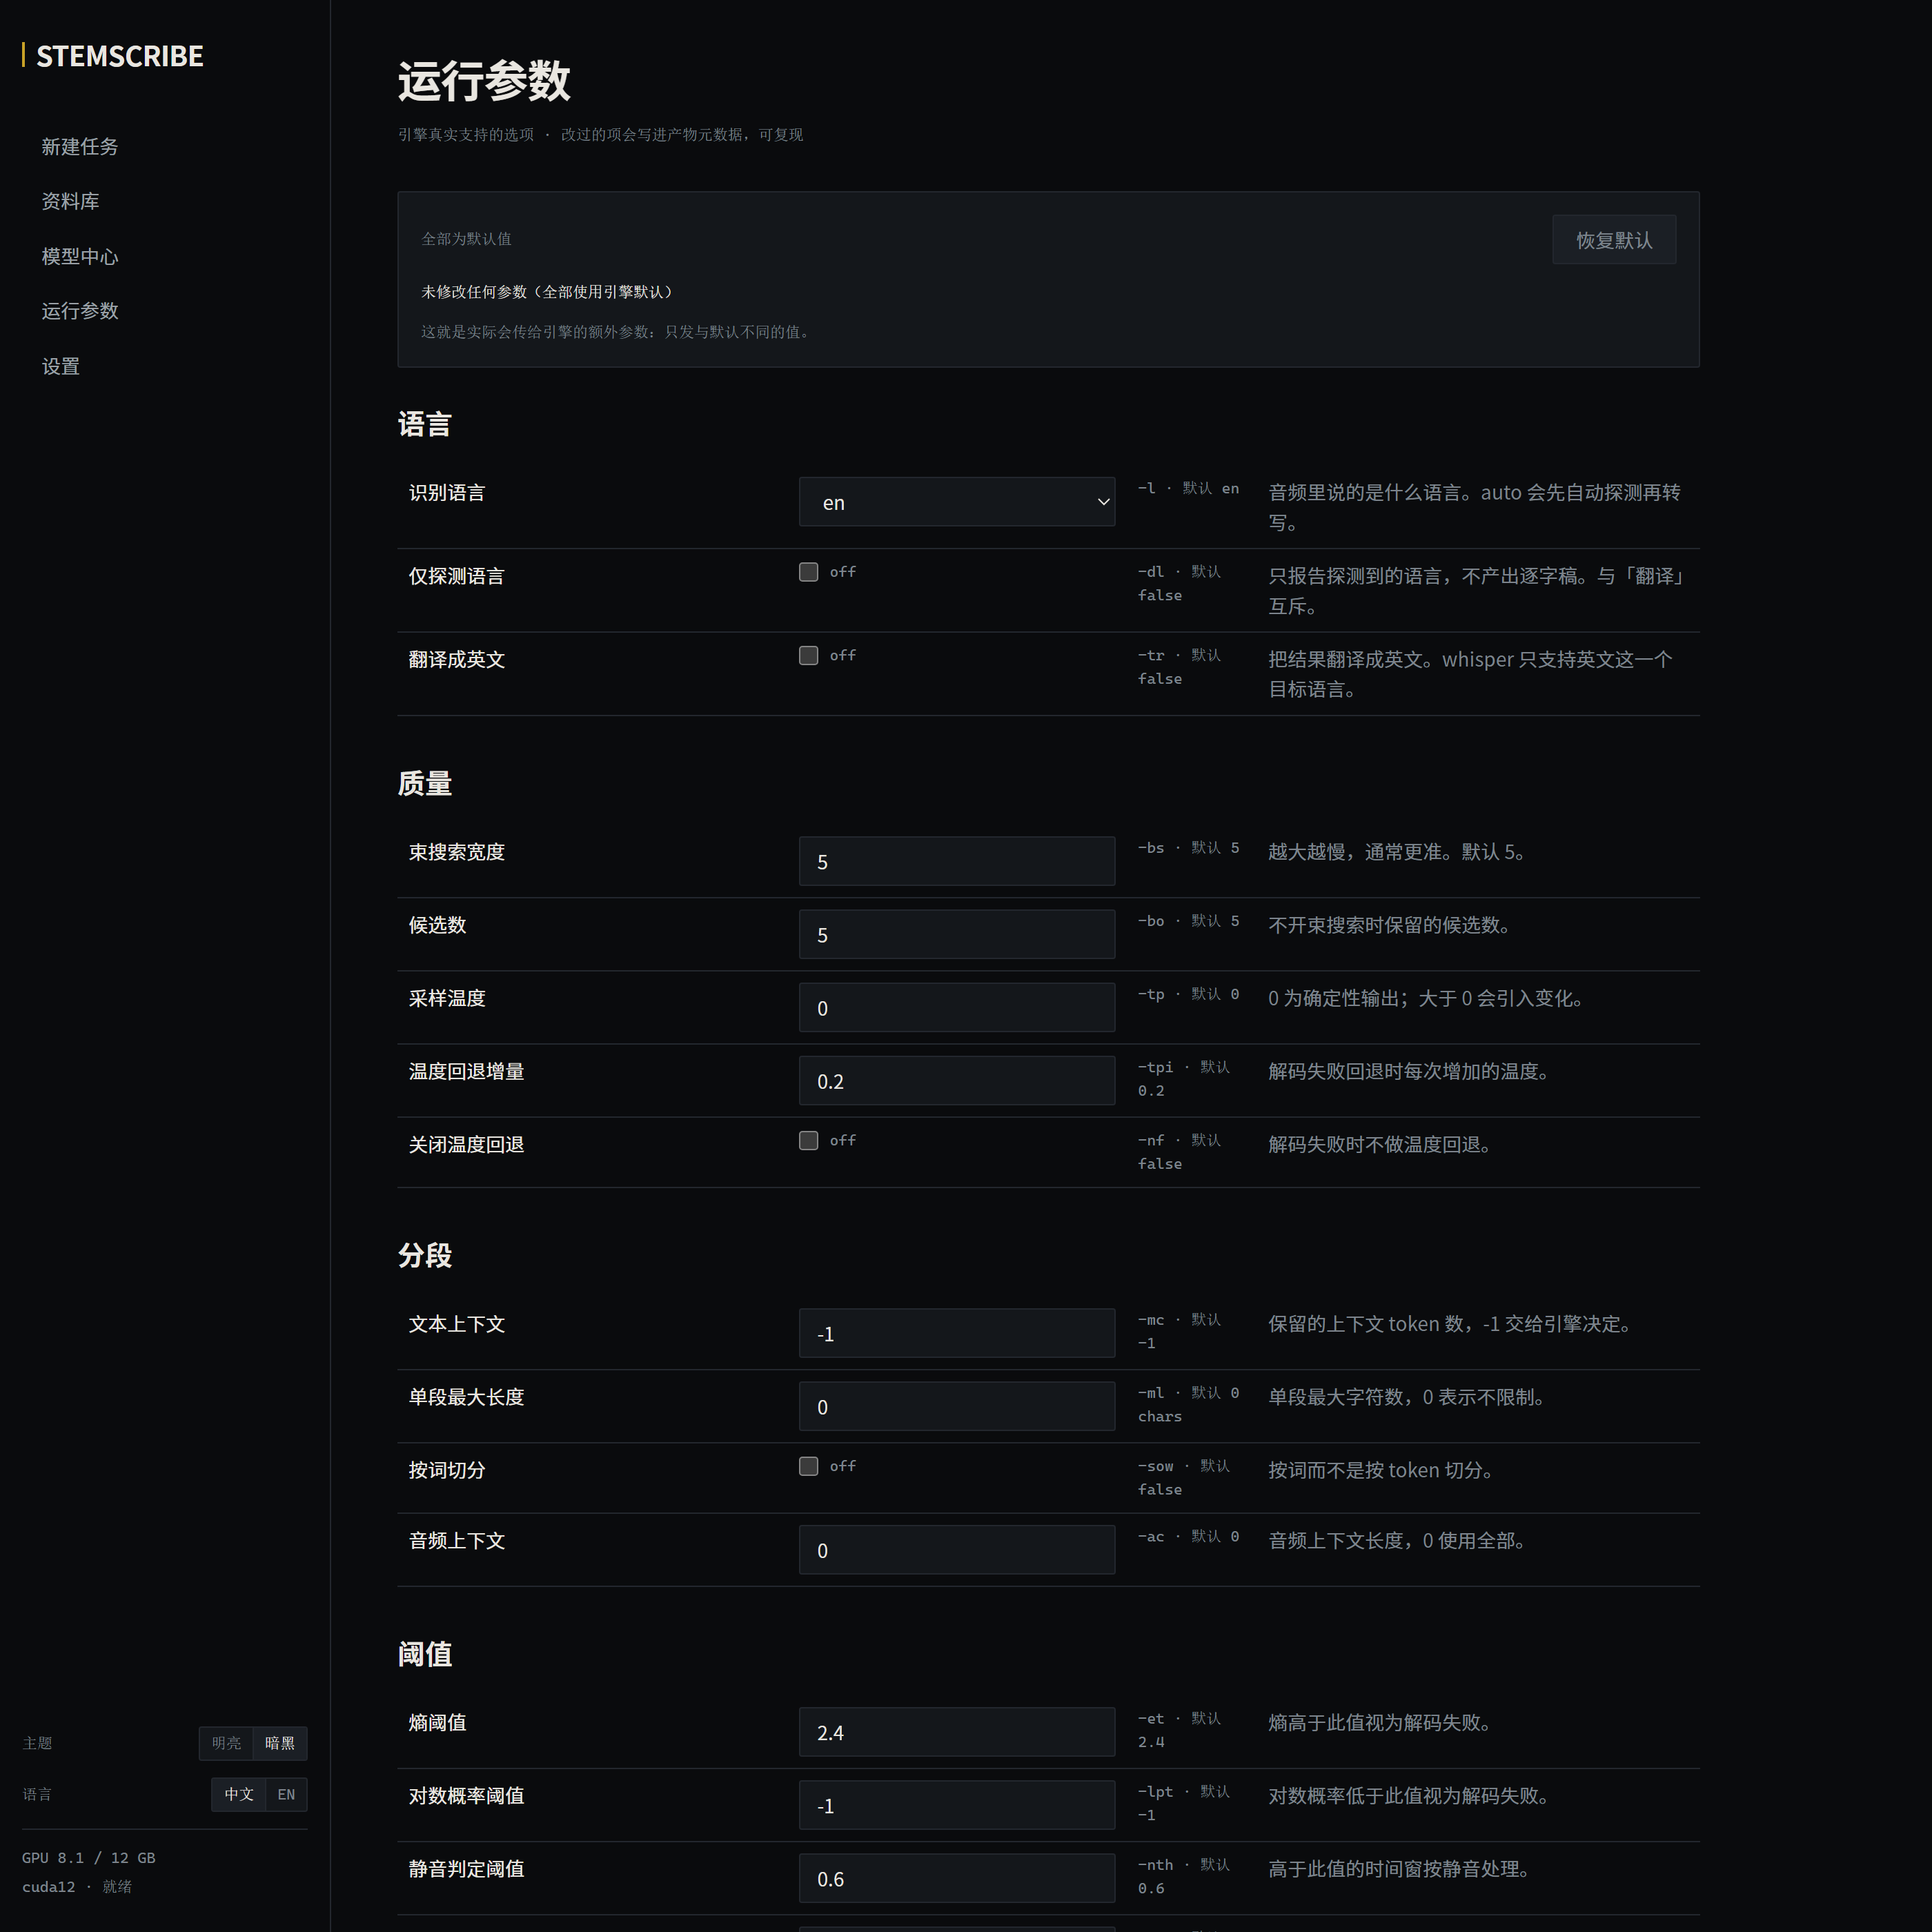 STEMSCRIBE
新建任务
资料库
模型中心
运行参数
设置
主题
明亮
暗黑
语言
中文
EN
GPU 8.1 / 12 GB
cuda12 · 就绪
运行参数
引擎真实支持的选项 · 改过的项会写进产物元数据，可复现
全部为默认值
恢复默认
未修改任何参数（全部使用引擎默认）
这就是实际会传给引擎的额外参数：只发与默认不同的值。
语言
识别语言
en
-l · 默认 en
音频里说的是什么语言。auto 会先自动探测再转
写。
仅探测语言
off
-dl · 默认
false
只报告探测到的语言，不产出逐字稿。与「翻译」
互斥。
翻译成英文
off
-tr · 默认
false
把结果翻译成英文。whisper 只支持英文这一个
目标语言。
质量
束搜索宽度
5
-bs · 默认 5
越大越慢，通常更准。默认 5。
候选数
5
-bo · 默认 5
不开束搜索时保留的候选数。
采样温度
0
-tp · 默认 0
0 为确定性输出；大于 0 会引入变化。
温度回退增量
0.2
-tpi · 默认
0.2
解码失败回退时每次增加的温度。
关闭温度回退
off
-nf · 默认
false
解码失败时不做温度回退。
分段
文本上下文
-1
-mc · 默认
-1
保留的上下文 token 数，-1 交给引擎决定。
单段最大长度
0
-ml · 默认 0
chars
单段最大字符数，0 表示不限制。
按词切分
off
-sow · 默认
false
按词而不是按 token 切分。
音频上下文
0
-ac · 默认 0
音频上下文长度，0 使用全部。
阈值
熵阈值
2.4
-et · 默认
2.4
熵高于此值视为解码失败。
对数概率阈值
-1
-lpt · 默认
-1
对数概率低于此值视为解码失败。
静音判定阈值
0.6
-nth · 默认
0.6
高于此值的时间窗按静音处理。